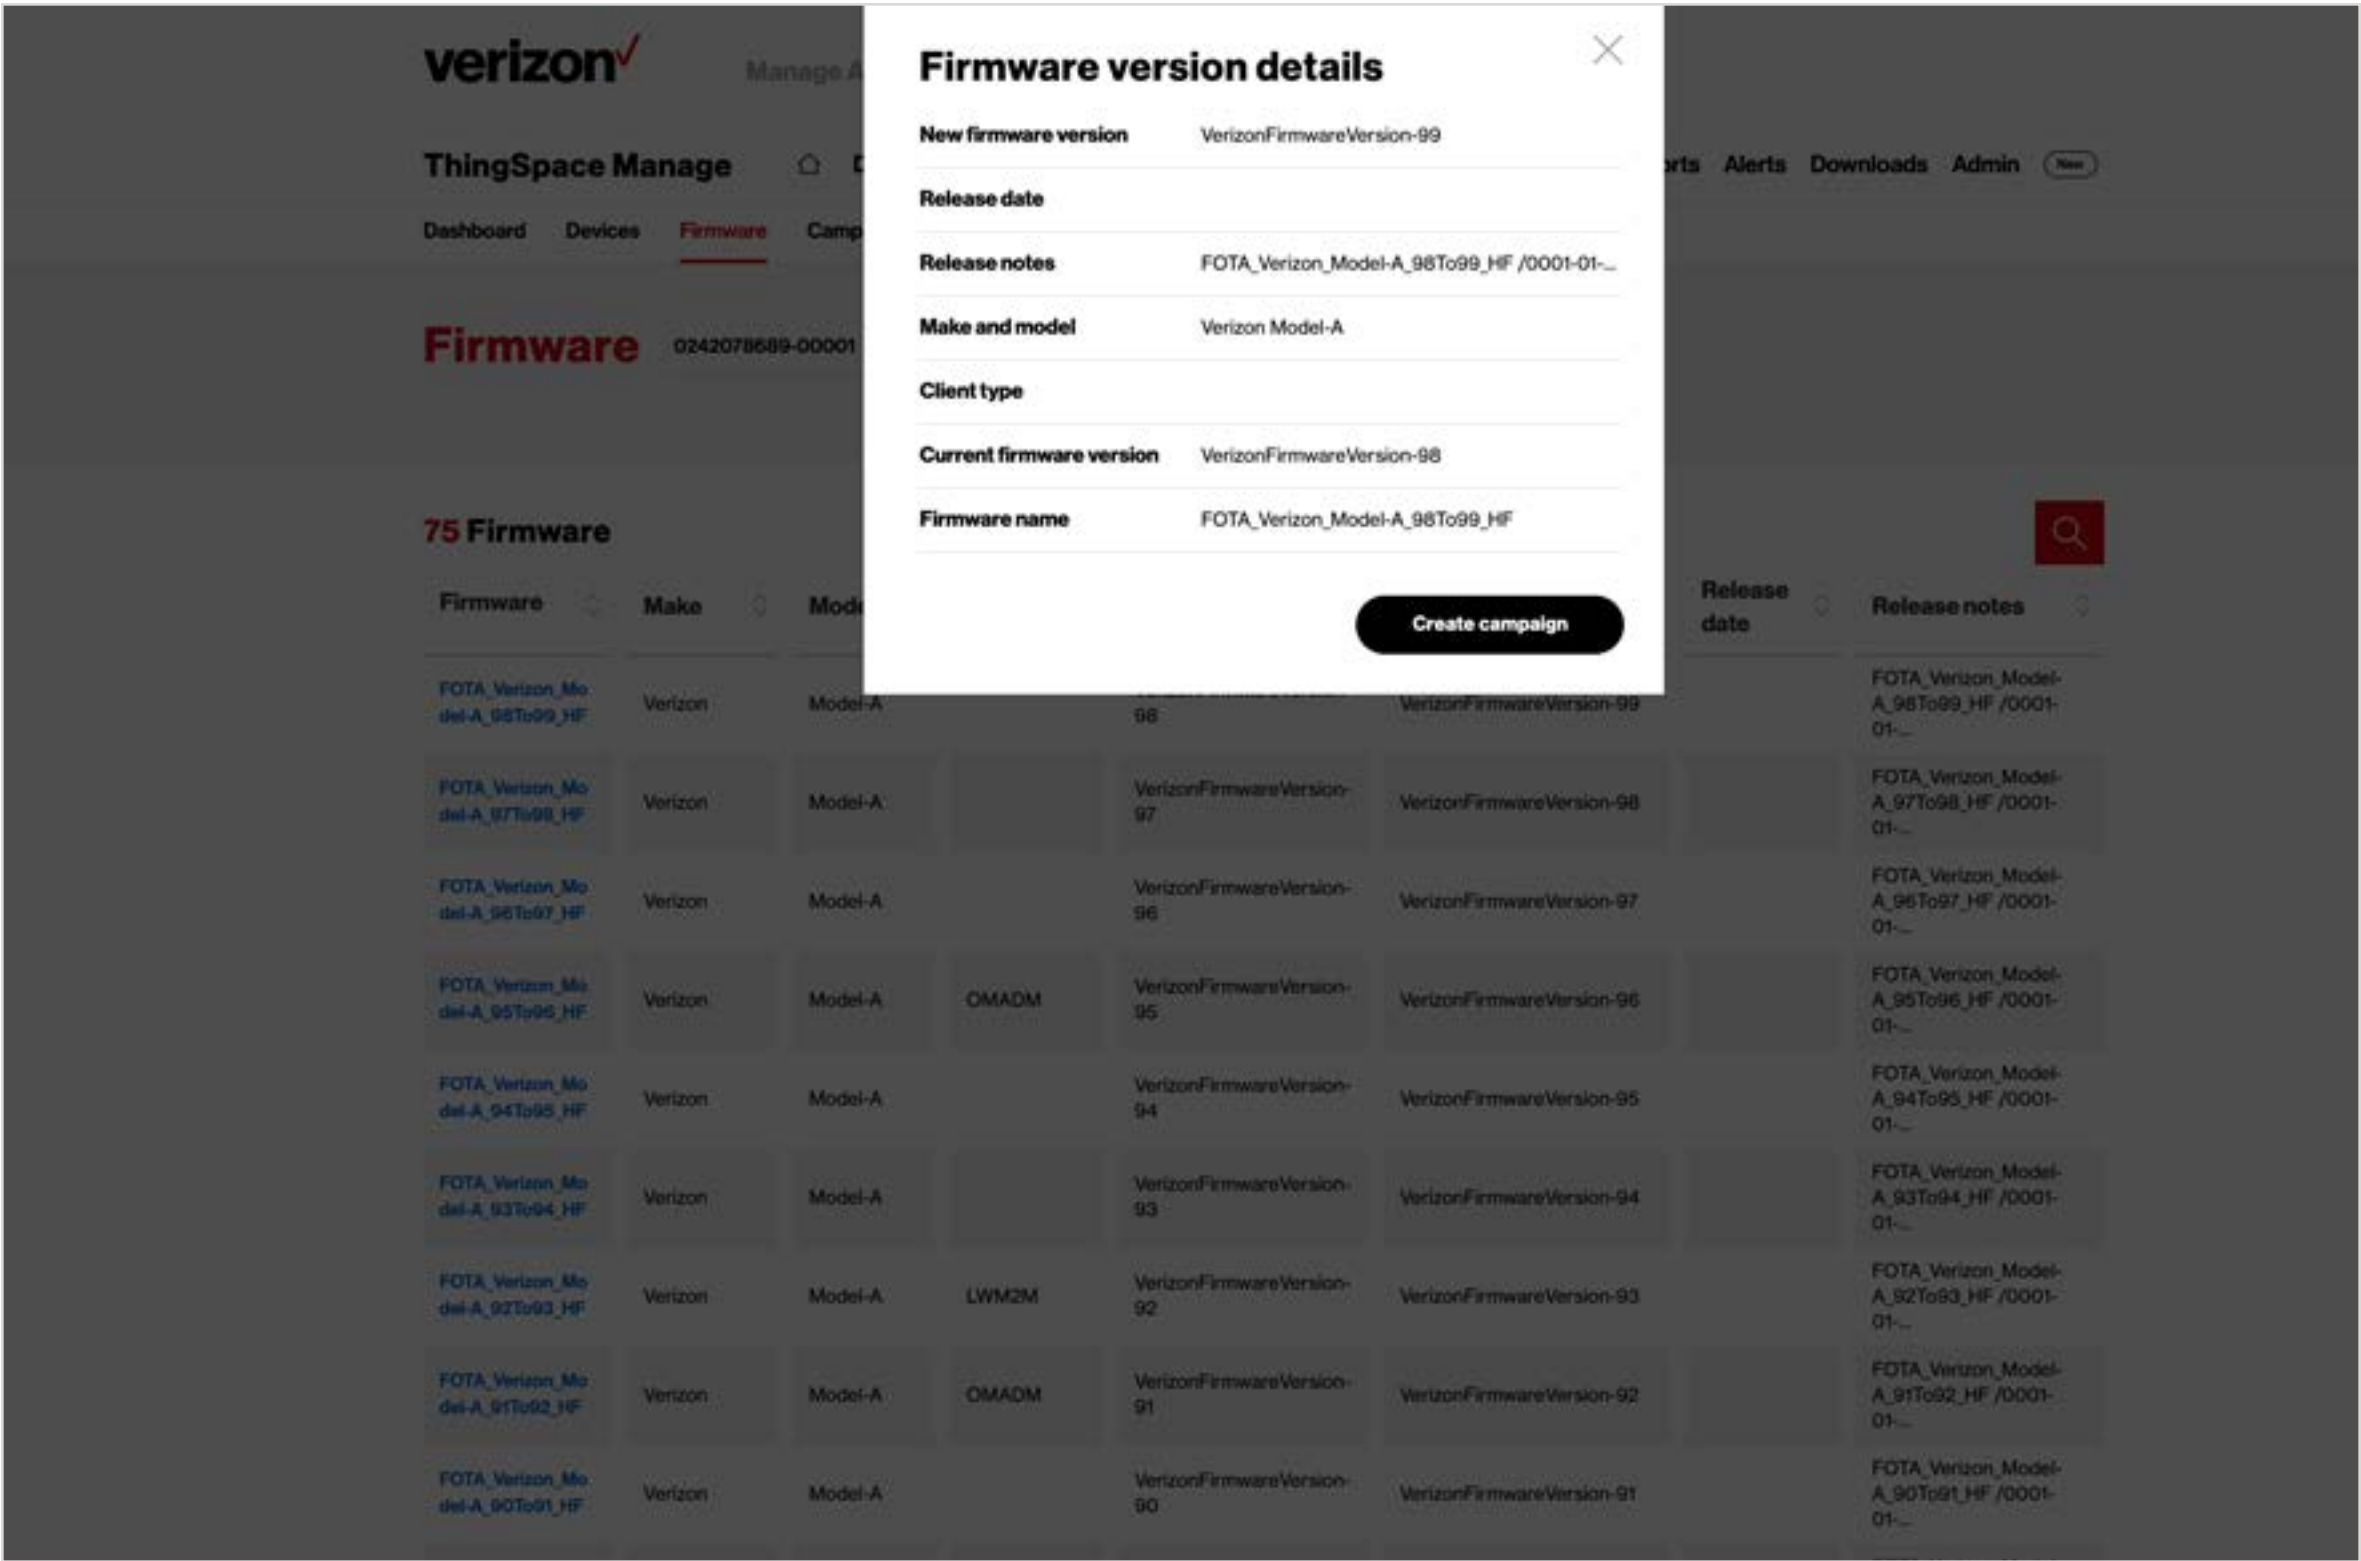 verizon
Manage A
ThingSpace Manage
orts Alerts Downloads Admin New
Dashboard Devices Firmware Camp
Firmware 0242078689-00001
Firmware version details
New firmware version VerizonFirmwareVersion-99
Release date
Release notes FOTA_Verizon_Model-A_98To99_HF /0001-01-...
Make and model Verizon Model-A
Client type
Current firmware version VerizonFirmwareVersion-98
Firmware name FOTA_Verizon_Model-A_98To99_HF
Create campaign
75 Firmware
Firmware Make Mode Release date Release notes
FOTA_Verizon_Mo
del-A_98To99_HF
Verizon Model-A
98
VerizonFirmwareVersion-99
FOTA_Verizon_Model-
A_98To99_HF /0001-
01-...
FOTA_Verizon_Mo
del-A_97To98_HF
Verizon Model-A
VerizonFirmwareVersion-
97
VerizonFirmwareVersion-98
FOTA_Verizon_Model-
A_97To98_HF /0001-
01-...
FOTA_Verizon_Mo
del-A_96To97_HF
Verizon Model-A
VerizonFirmwareVersion-
96
VerizonFirmwareVersion-97
FOTA_Verizon_Model-
A_96To97_HF /0001-
01-...
FOTA_Verizon_Mo
del-A_95To96_HF
Verizon Model-A OMADM
VerizonFirmwareVersion-
95
VerizonFirmwareVersion-96
FOTA_Verizon_Model-
A_95To96_HF /0001-
01-...
FOTA_Verizon_Mo
del-A_94To95_HF
Verizon Model-A
VerizonFirmwareVersion-
94
VerizonFirmwareVersion-95
FOTA_Verizon_Model-
A_94To95_HF /0001-
01-...
FOTA_Verizon_Mo
del-A_93To94_HF
Verizon Model-A
VerizonFirmwareVersion-
93
VerizonFirmwareVersion-94
FOTA_Verizon_Model-
A_93To94_HF /0001-
01-...
FOTA_Verizon_Mo
del-A_92To93_HF
Verizon Model-A LWM2M
VerizonFirmwareVersion-
92
VerizonFirmwareVersion-93
FOTA_Verizon_Model-
A_92To93_HF /0001-
01-...
FOTA_Verizon_Mo
del-A_91To92_HF
Verizon Model-A OMADM
VerizonFirmwareVersion-
91
VerizonFirmwareVersion-92
FOTA_Verizon_Model-
A_91To92_HF /0001-
01-...
FOTA_Verizon_Mo
del-A_90To91_HF
Verizon Model-A
VerizonFirmwareVersion-
90
VerizonFirmwareVersion-91
FOTA_Verizon_Model-
A_90To91_HF /0001-
01-...